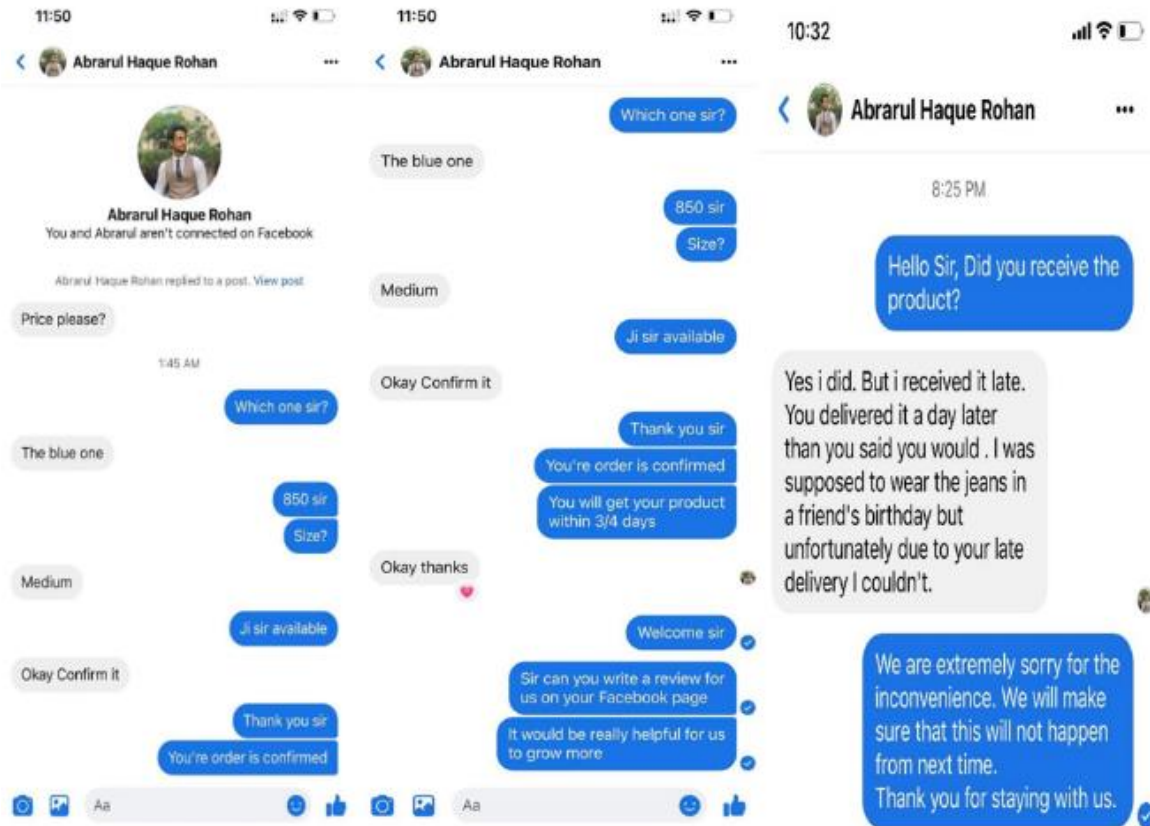 11:50
Abrarul Haque Rohan
Abrarul Haque Rohan
You and Abrarul aren't connected on Facebook
Abrarul Haque Rohan replied to a post. View post
Price please?
1:45 AM
Which one sir?
The blue one
850 sir
Size?
Medium
Ji sir available
Okay Confirm it
Thank you sir
You're order is confirmed
Aa
11:50
Abrarul Haque Rohan
Which one sir?
The blue one
850 sir
Size?
Medium
Ji sir available
Okay Confirm it
Thank you sir
You're order is confirmed
You will get your product
within 3/4 days
Okay thanks
Welcome sir
Sir can you write a review for
us on your Facebook page
It would be really helpful for us
to grow more
Aa
10:32
Abrarul Haque Rohan
8:25 PM
Hello Sir, Did you receive the
product?
Yes i did. But i received it late.
You delivered it a day later
than you said you would . I was
supposed to wear the jeans in
a friend's birthday but
unfortunately due to your late
delivery I couldn't.
We are extremely sorry for the
inconvenience. We will make
sure that this will not happen
from next time.
Thank you for staying with us.